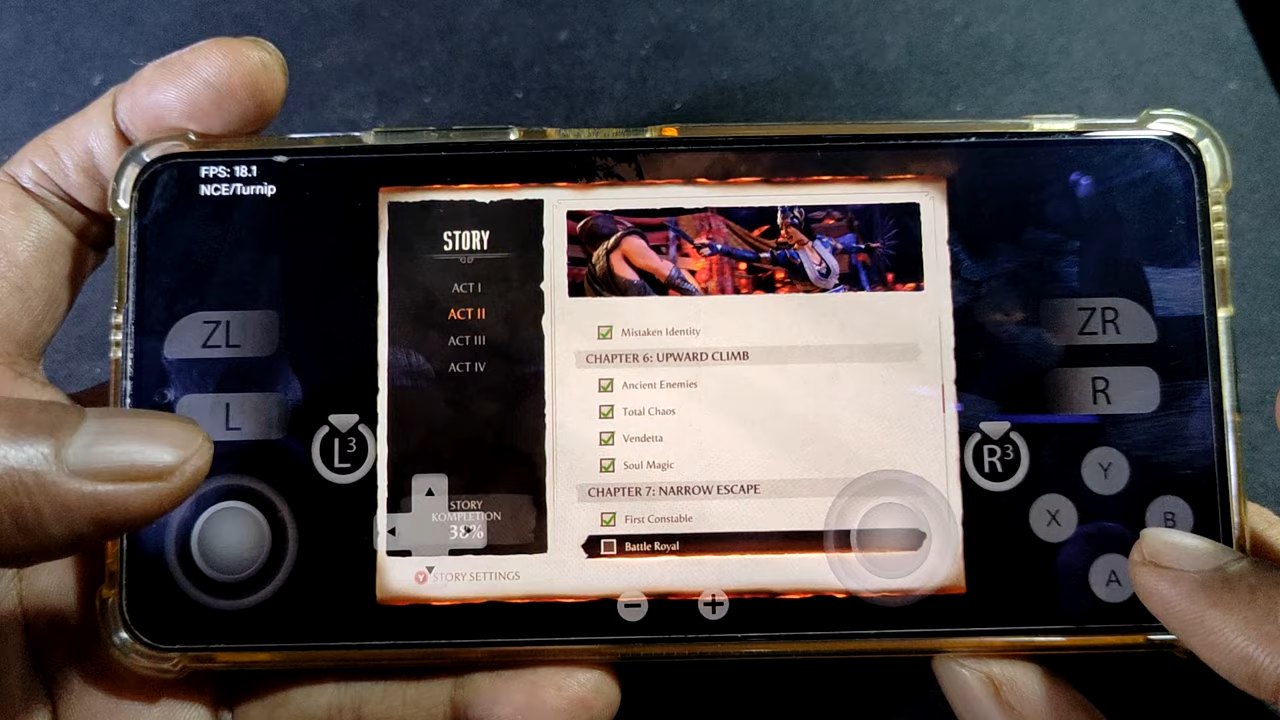 FPS: 18.1
NCE/Turnip
ZL
L
L3
STORY
ACT I
ACT II
ACT III
ACT IV
STORY
KOMPLETION
38%
Y STORY SETTINGS
Mistaken Identity
CHAPTER 6: UPWARD CLIMB
Ancient Enemies
Total Chaos
Vendetta
Soul Magic
CHAPTER 7: NARROW ESCAPE
First Constable
Battle Royal
ZR
R
R3
Y
X
B
A